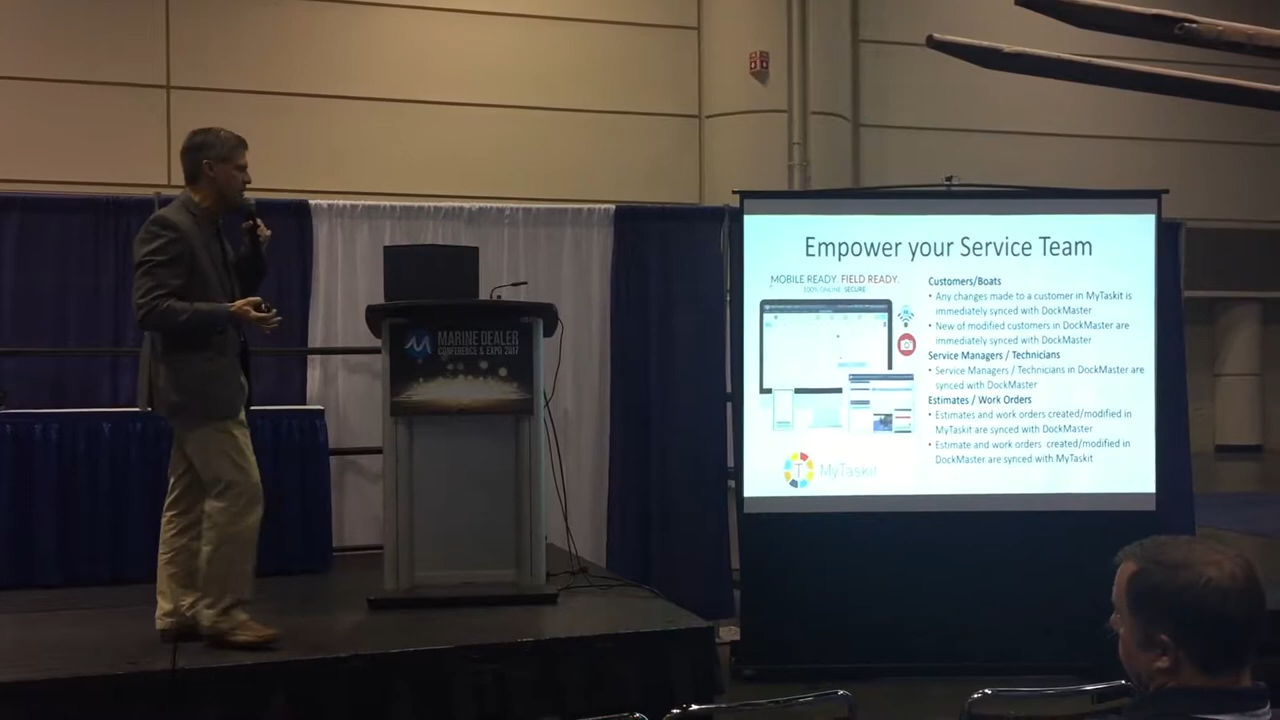 MARINE DEALER
CONFERENCE & EXPO 2017
Empower your Service Team
MOBILE READY. FIELD READY.
100% ONLINE. SECURE
Customers/Boats
• Any changes made to a customer in MyTaskit is
immediately synced with DockMaster
• New of modified customers in DockMaster are
immediately synced with DockMaster
Service Managers / Technicians
• Service Managers / Technicians in DockMaster are
synced with DockMaster
Estimates / Work Orders
• Estimates and work orders created/modified in
MyTaskit are synced with DockMaster
• Estimate and work orders created/modified in
DockMaster are synced with MyTaskit
T MyTaskit